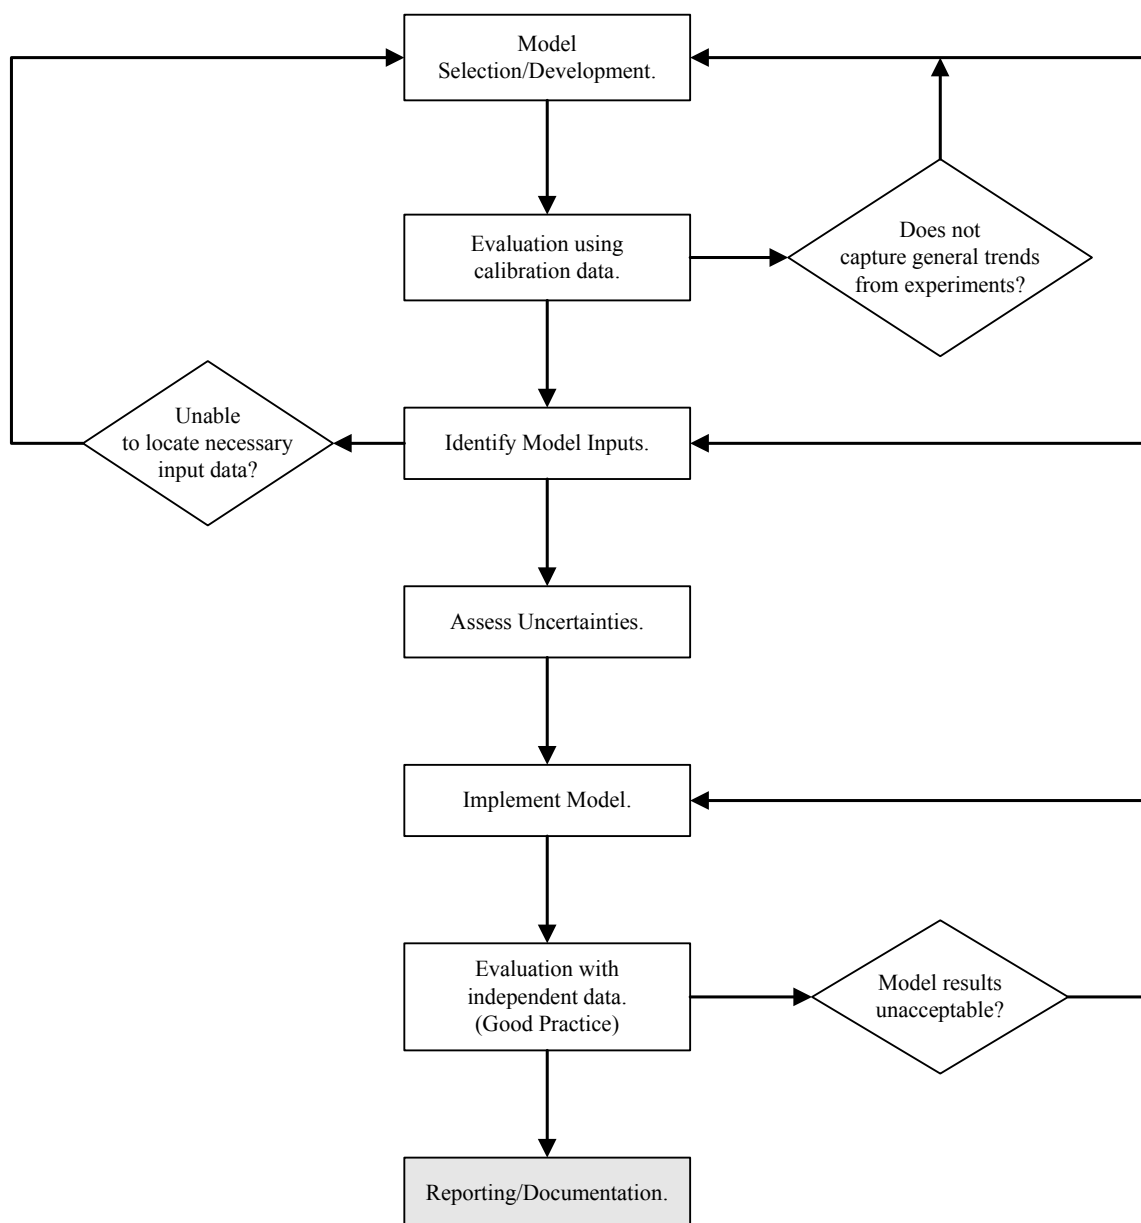 Model
Selection/Development.
Evaluation using
calibration data.
Does not
capture general trends
from experiments?
Unable
to locate necessary
input data?
Identify Model Inputs.
Assess Uncertainties.
Implement Model.
Evaluation with
independent data.
(Good Practice)
Model results
unacceptable?
Reporting/Documentation.